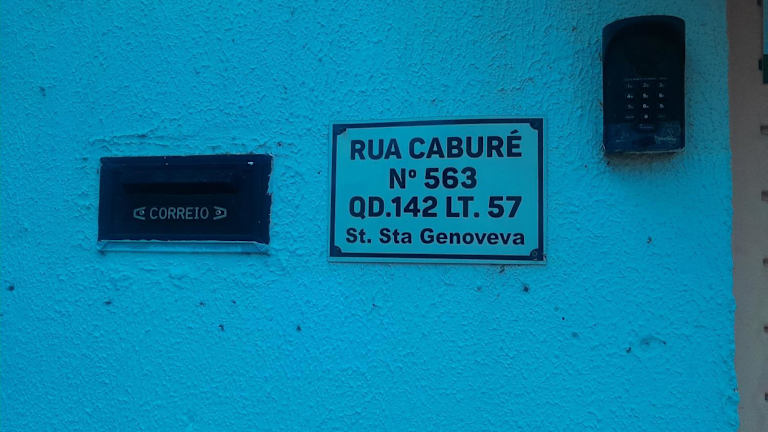 CORREIO
RUA CABURÉ
Nº 563
QD.142 LT. 57
St. Sta Genoveva